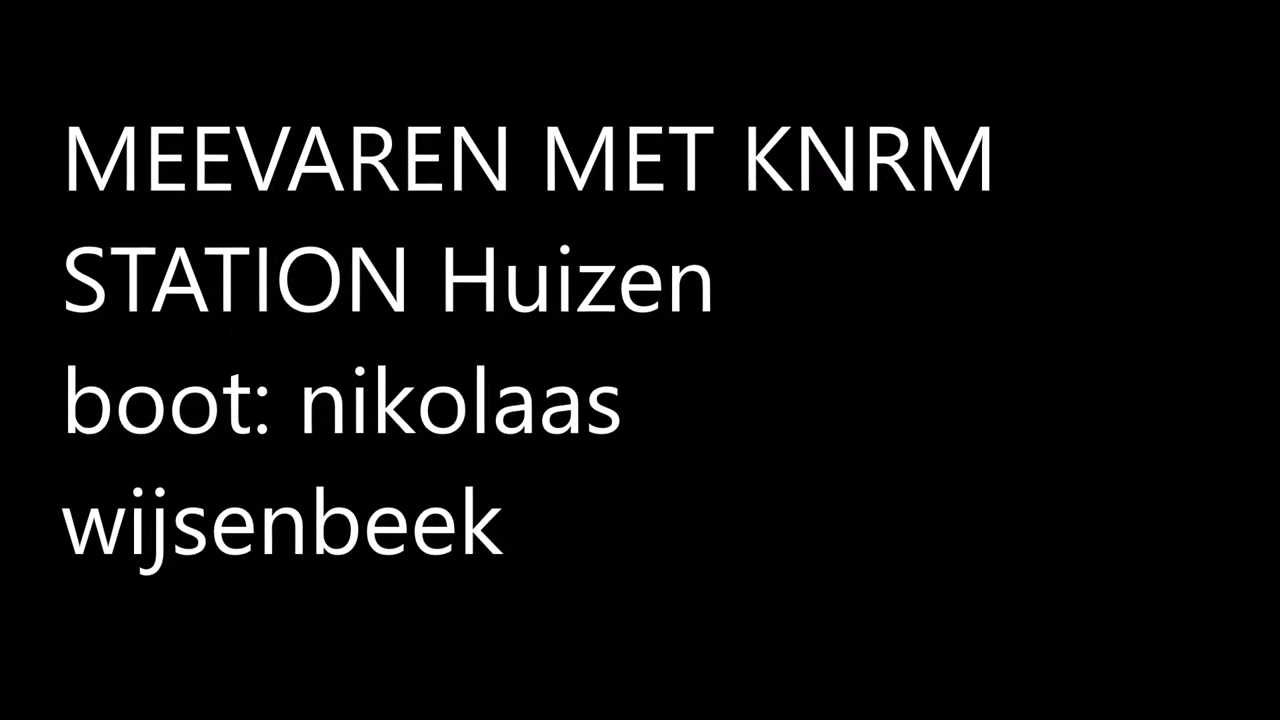 MEEVAREN MET KNRM
STATION Huizen
boot: nikolaas
wijsenbeek